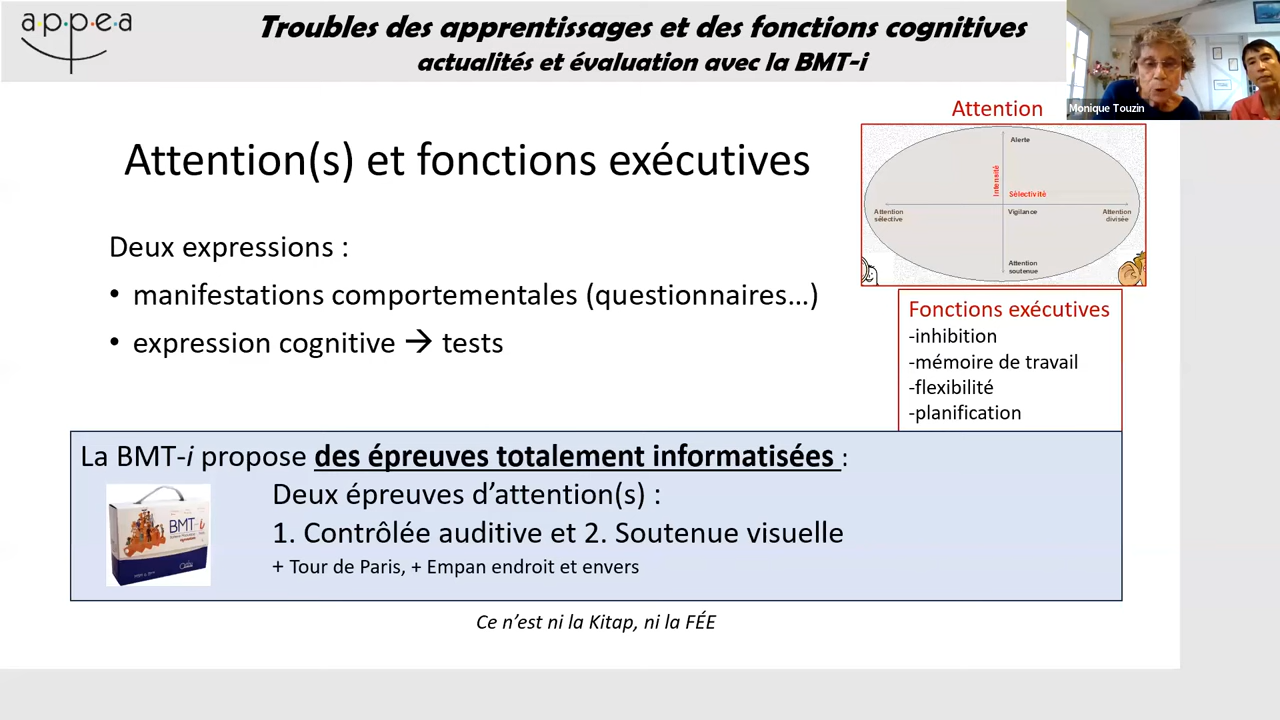 appea
Troubles des apprentissages et des fonctions cognitives
actualités et évaluation avec la BMT-i
Monique Touzin
Attention(s) et fonctions exécutives
Deux expressions :
• manifestations comportementales (questionnaires…)
• expression cognitive → tests
Attention
Alerte
Intensité
Sélectivité
Attention
sélective
Vigilance
Attention
divisée
Attention
soutenue
Fonctions exécutives
-inhibition
-mémoire de travail
-flexibilité
-planification
La BMT-i propose des épreuves totalement informatisées :
BMT-i
Deux épreuves d’attention(s) :
1. Contrôlée auditive et 2. Soutenue visuelle
+ Tour de Paris, + Empan endroit et envers
Ce n’est ni la Kitap, ni la FÉE